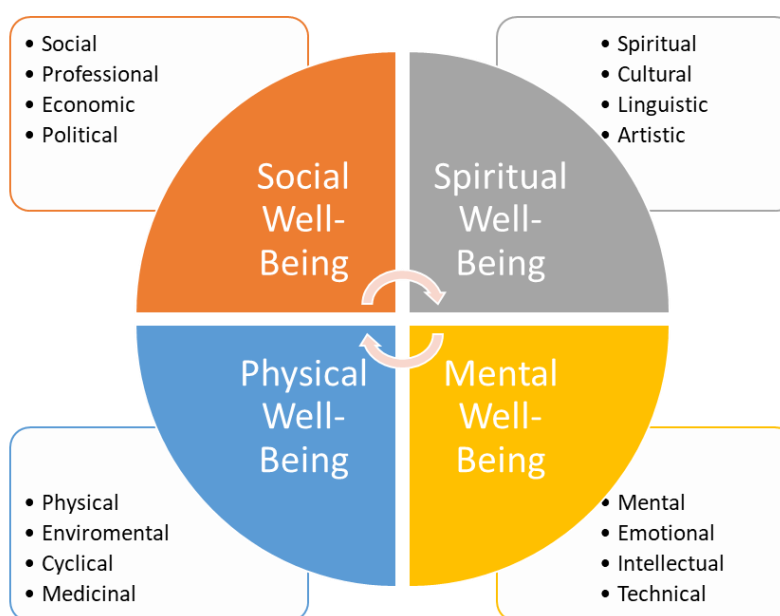 • Social
• Professional
• Economic
• Political
• Spiritual
• Cultural
• Linguistic
• Artistic
Social
Well-
Being
Spiritual
Well-
Being
Physical
Well-
Being
Mental
Well-
Being
• Physical
• Enviromental
• Cyclical
• Medicinal
• Mental
• Emotional
• Intellectual
• Technical